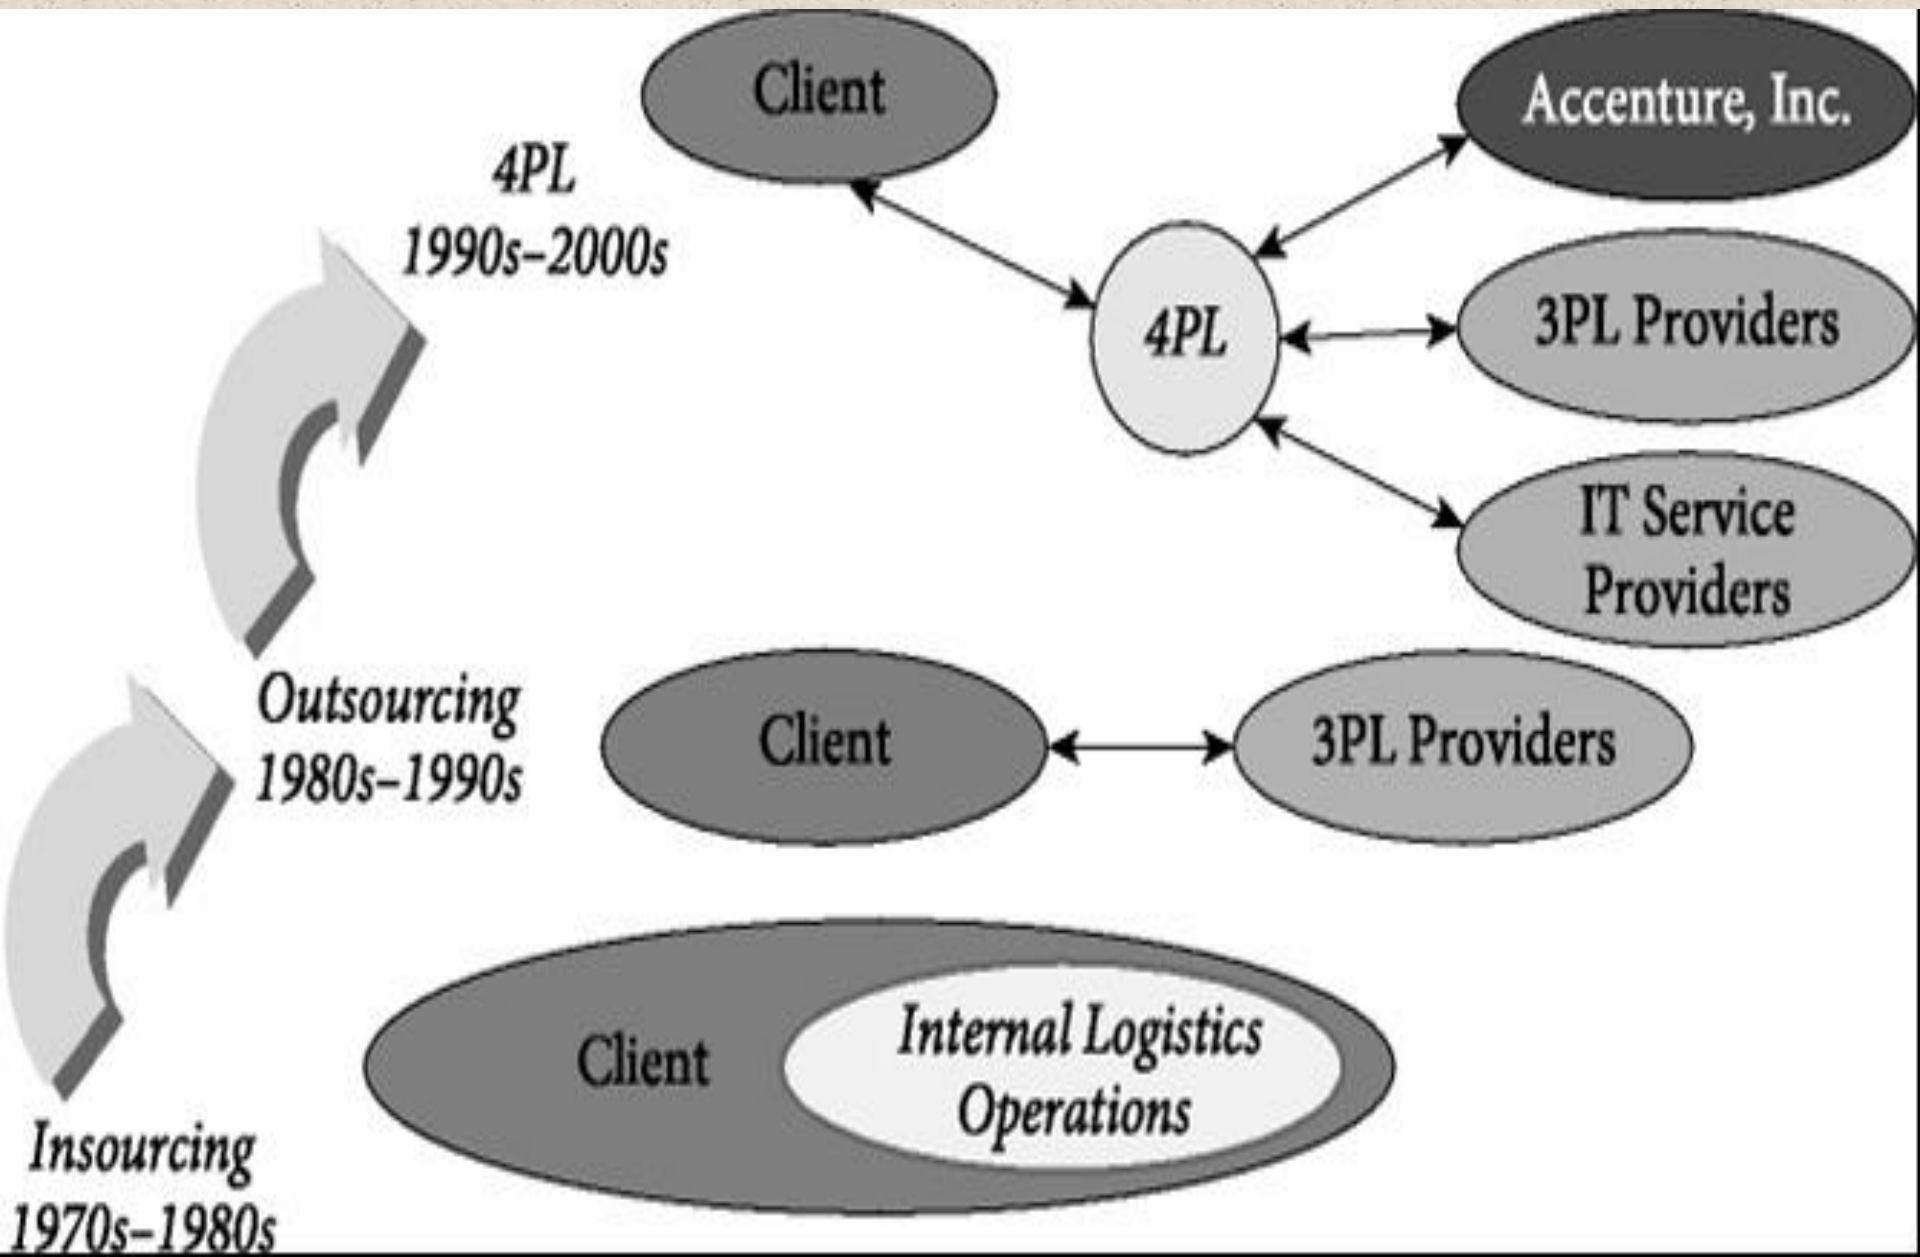 Client
Accenture, Inc.
4PL
1990s–2000s
4PL
3PL Providers
IT Service
Providers
Outsourcing
1980s–1990s
Client
3PL Providers
Client
Internal Logistics
Operations
Insourcing
1970s–1980s